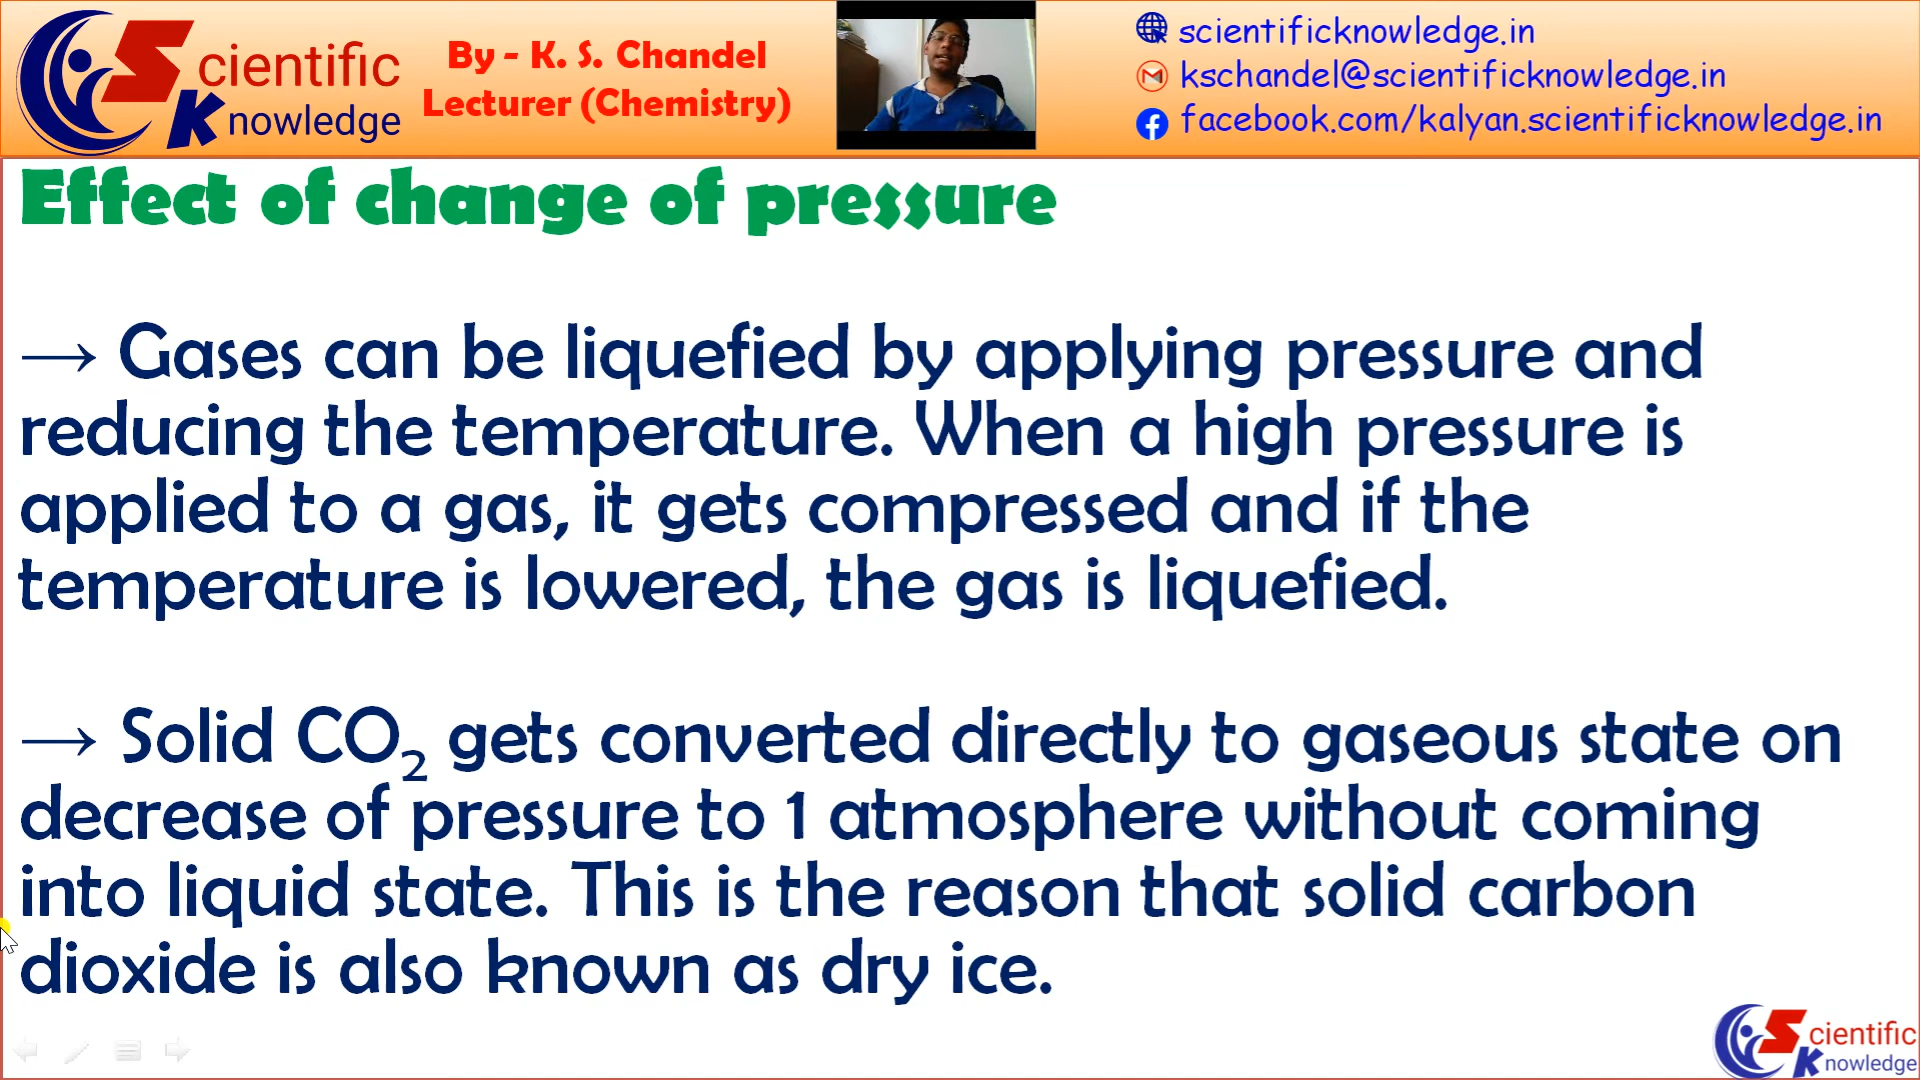 Scientific
Knowledge
By - K. S. Chandel
Lecturer (Chemistry)
scientificknowledge.in
kschandel@scientificknowledge.in
facebook.com/kalyan.scientificknowledge.in
Effect of change of pressure
→ Gases can be liquefied by applying pressure and
reducing the temperature. When a high pressure is
applied to a gas, it gets compressed and if the
temperature is lowered, the gas is liquefied.
→ Solid CO₂ gets converted directly to gaseous state on
decrease of pressure to 1 atmosphere without coming
into liquid state. This is the reason that solid carbon
dioxide is also known as dry ice.
Scientific
Knowledge